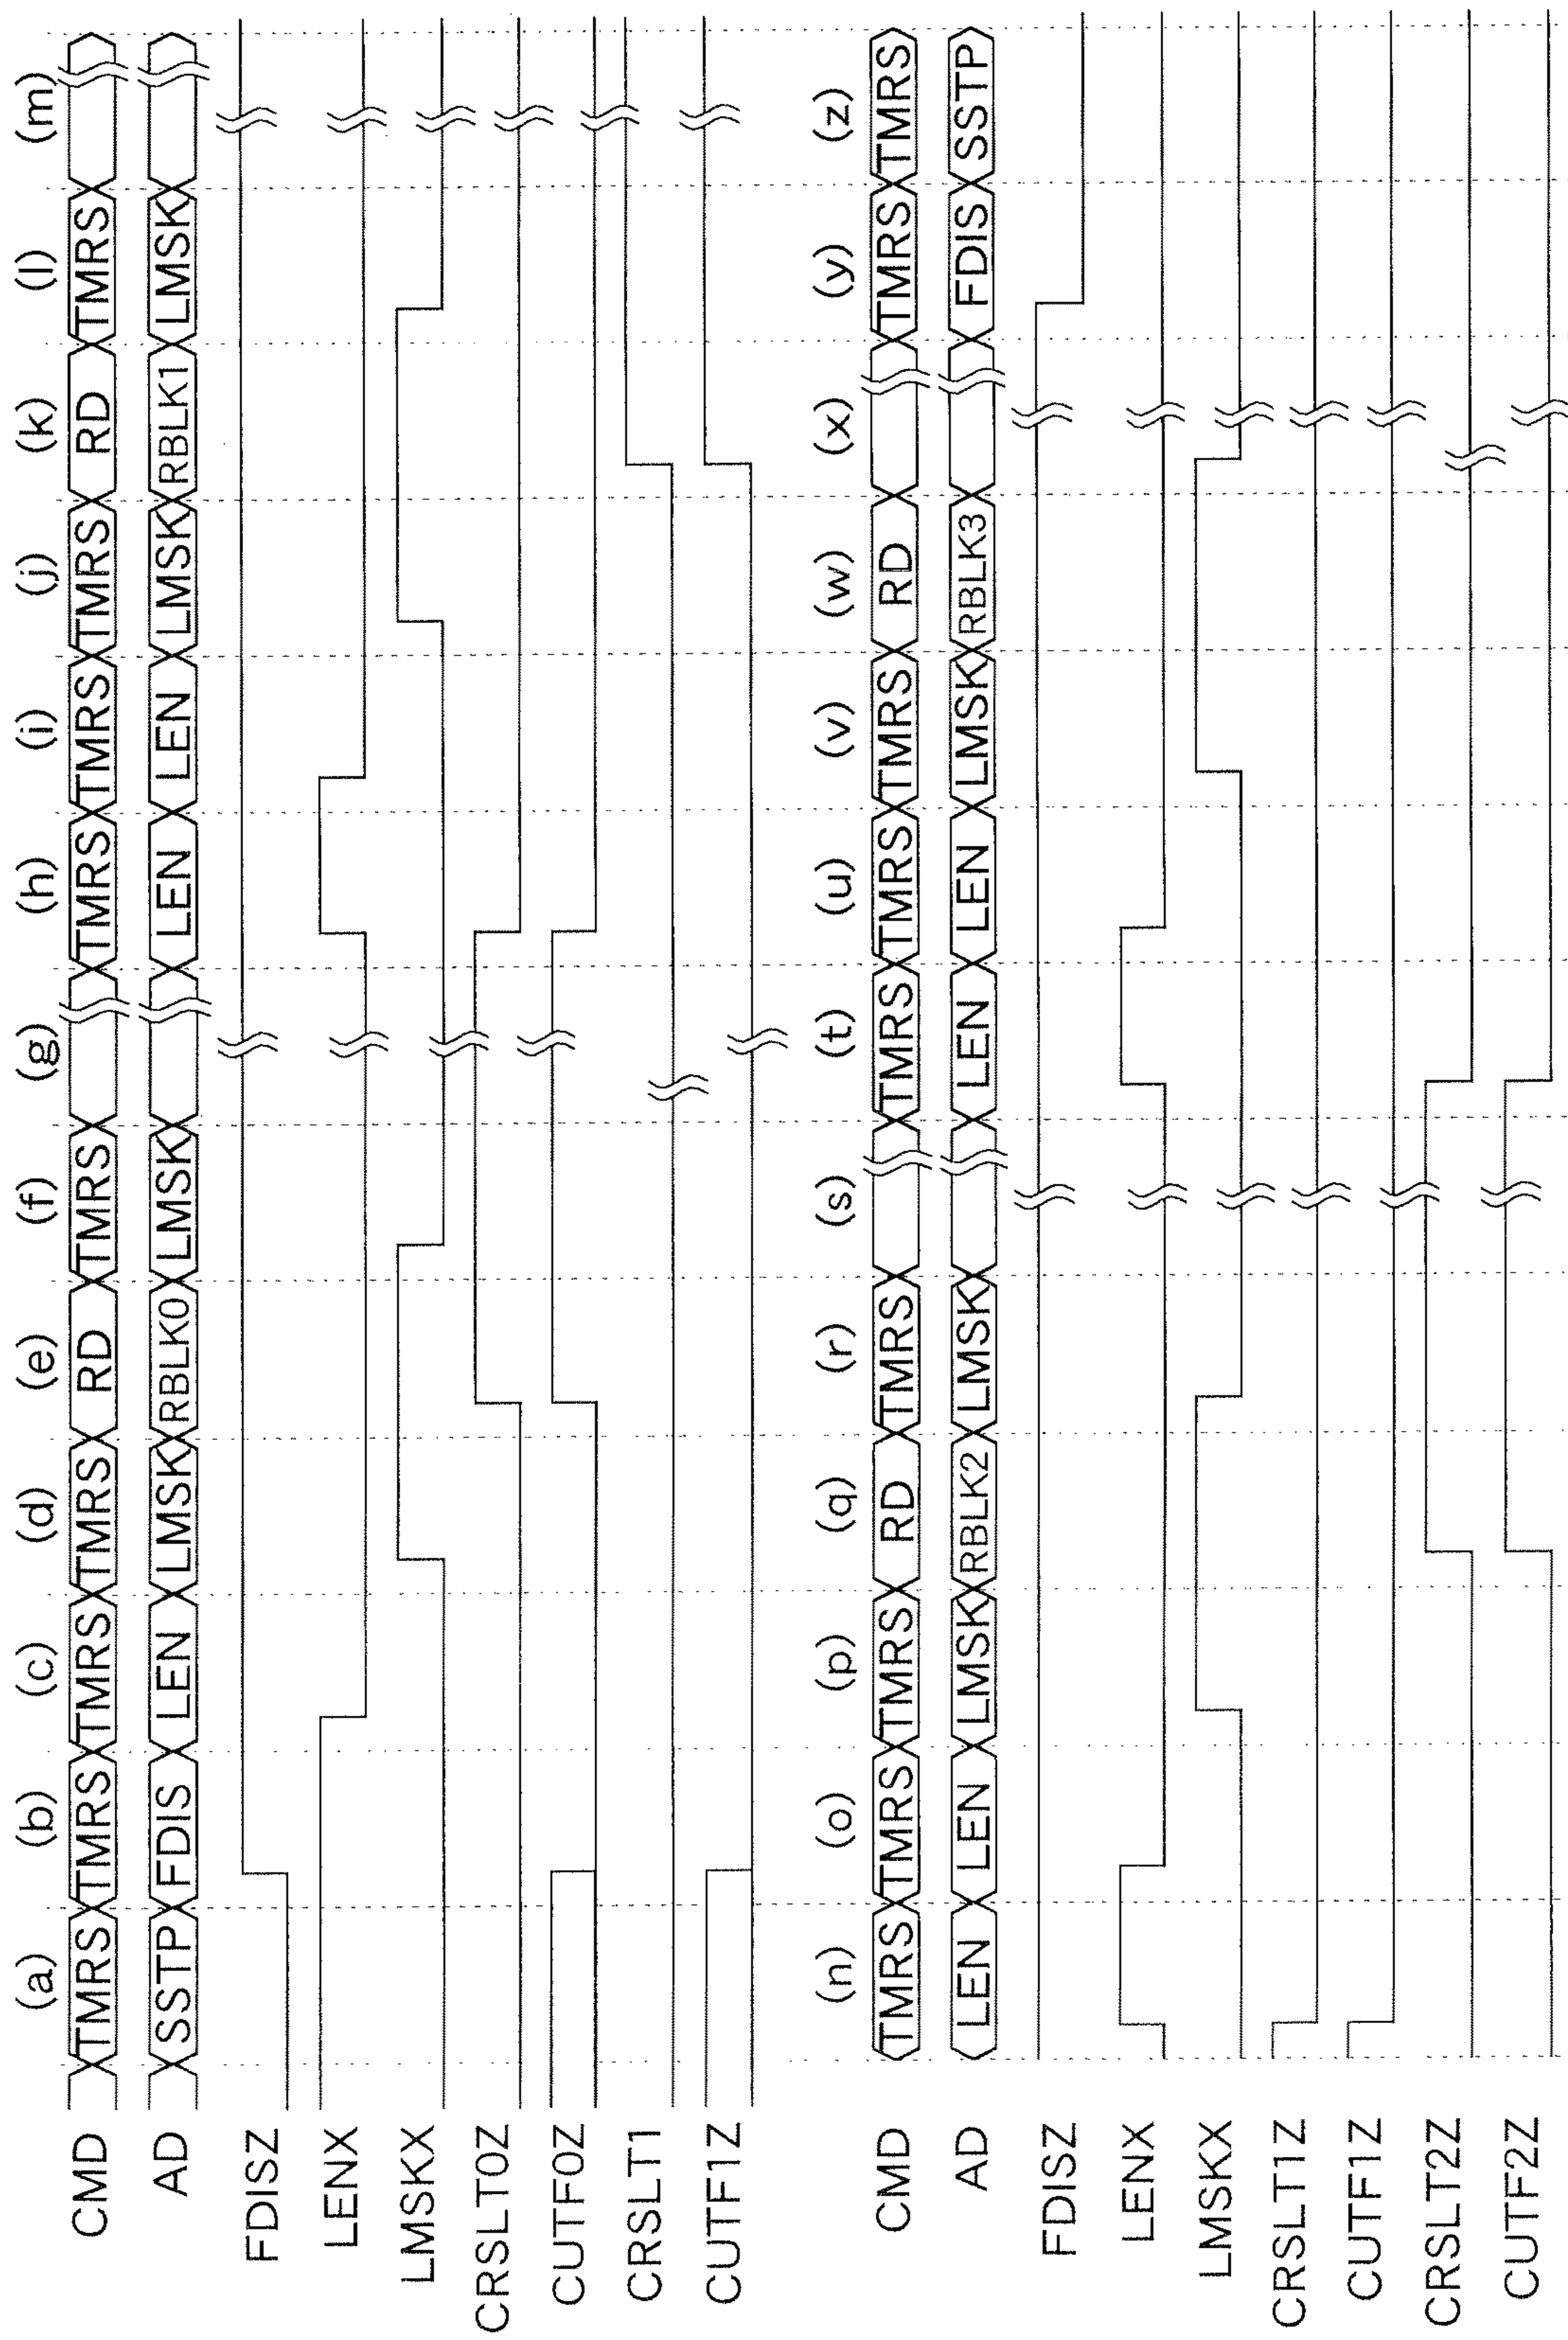 (a) (b) (c) (d) (e) (f) (g) (h) (i) (j) (k) (l) (m)
CMD TMRS TMRS TMRS TMRS RD TMRS TMRS TMRS TMRS RD TMRS
AD SSTP FDIS LEN LMSK RBLK0 LMSK LEN LEN LMSK RBLK1 LMSK
FDISZ
LENX
LMSKX
CRSLT0Z
CUTF0Z
CRSLT1
CUTF1Z
(n) (o) (p) (q) (r) (s) (t) (u) (v) (w) (x) (y) (z)
CMD TMRS TMRS TMRS RD TMRS TMRS TMRS TMRS RD TMRS TMRS
AD LEN LEN LMSK RBLK2 LMSK LEN LEN LMSK RBLK3 FDIS SSTP
FDISZ
LENX
LMSKX
CRSLT1Z
CUTF1Z
CRSLT2Z
CUTF2Z